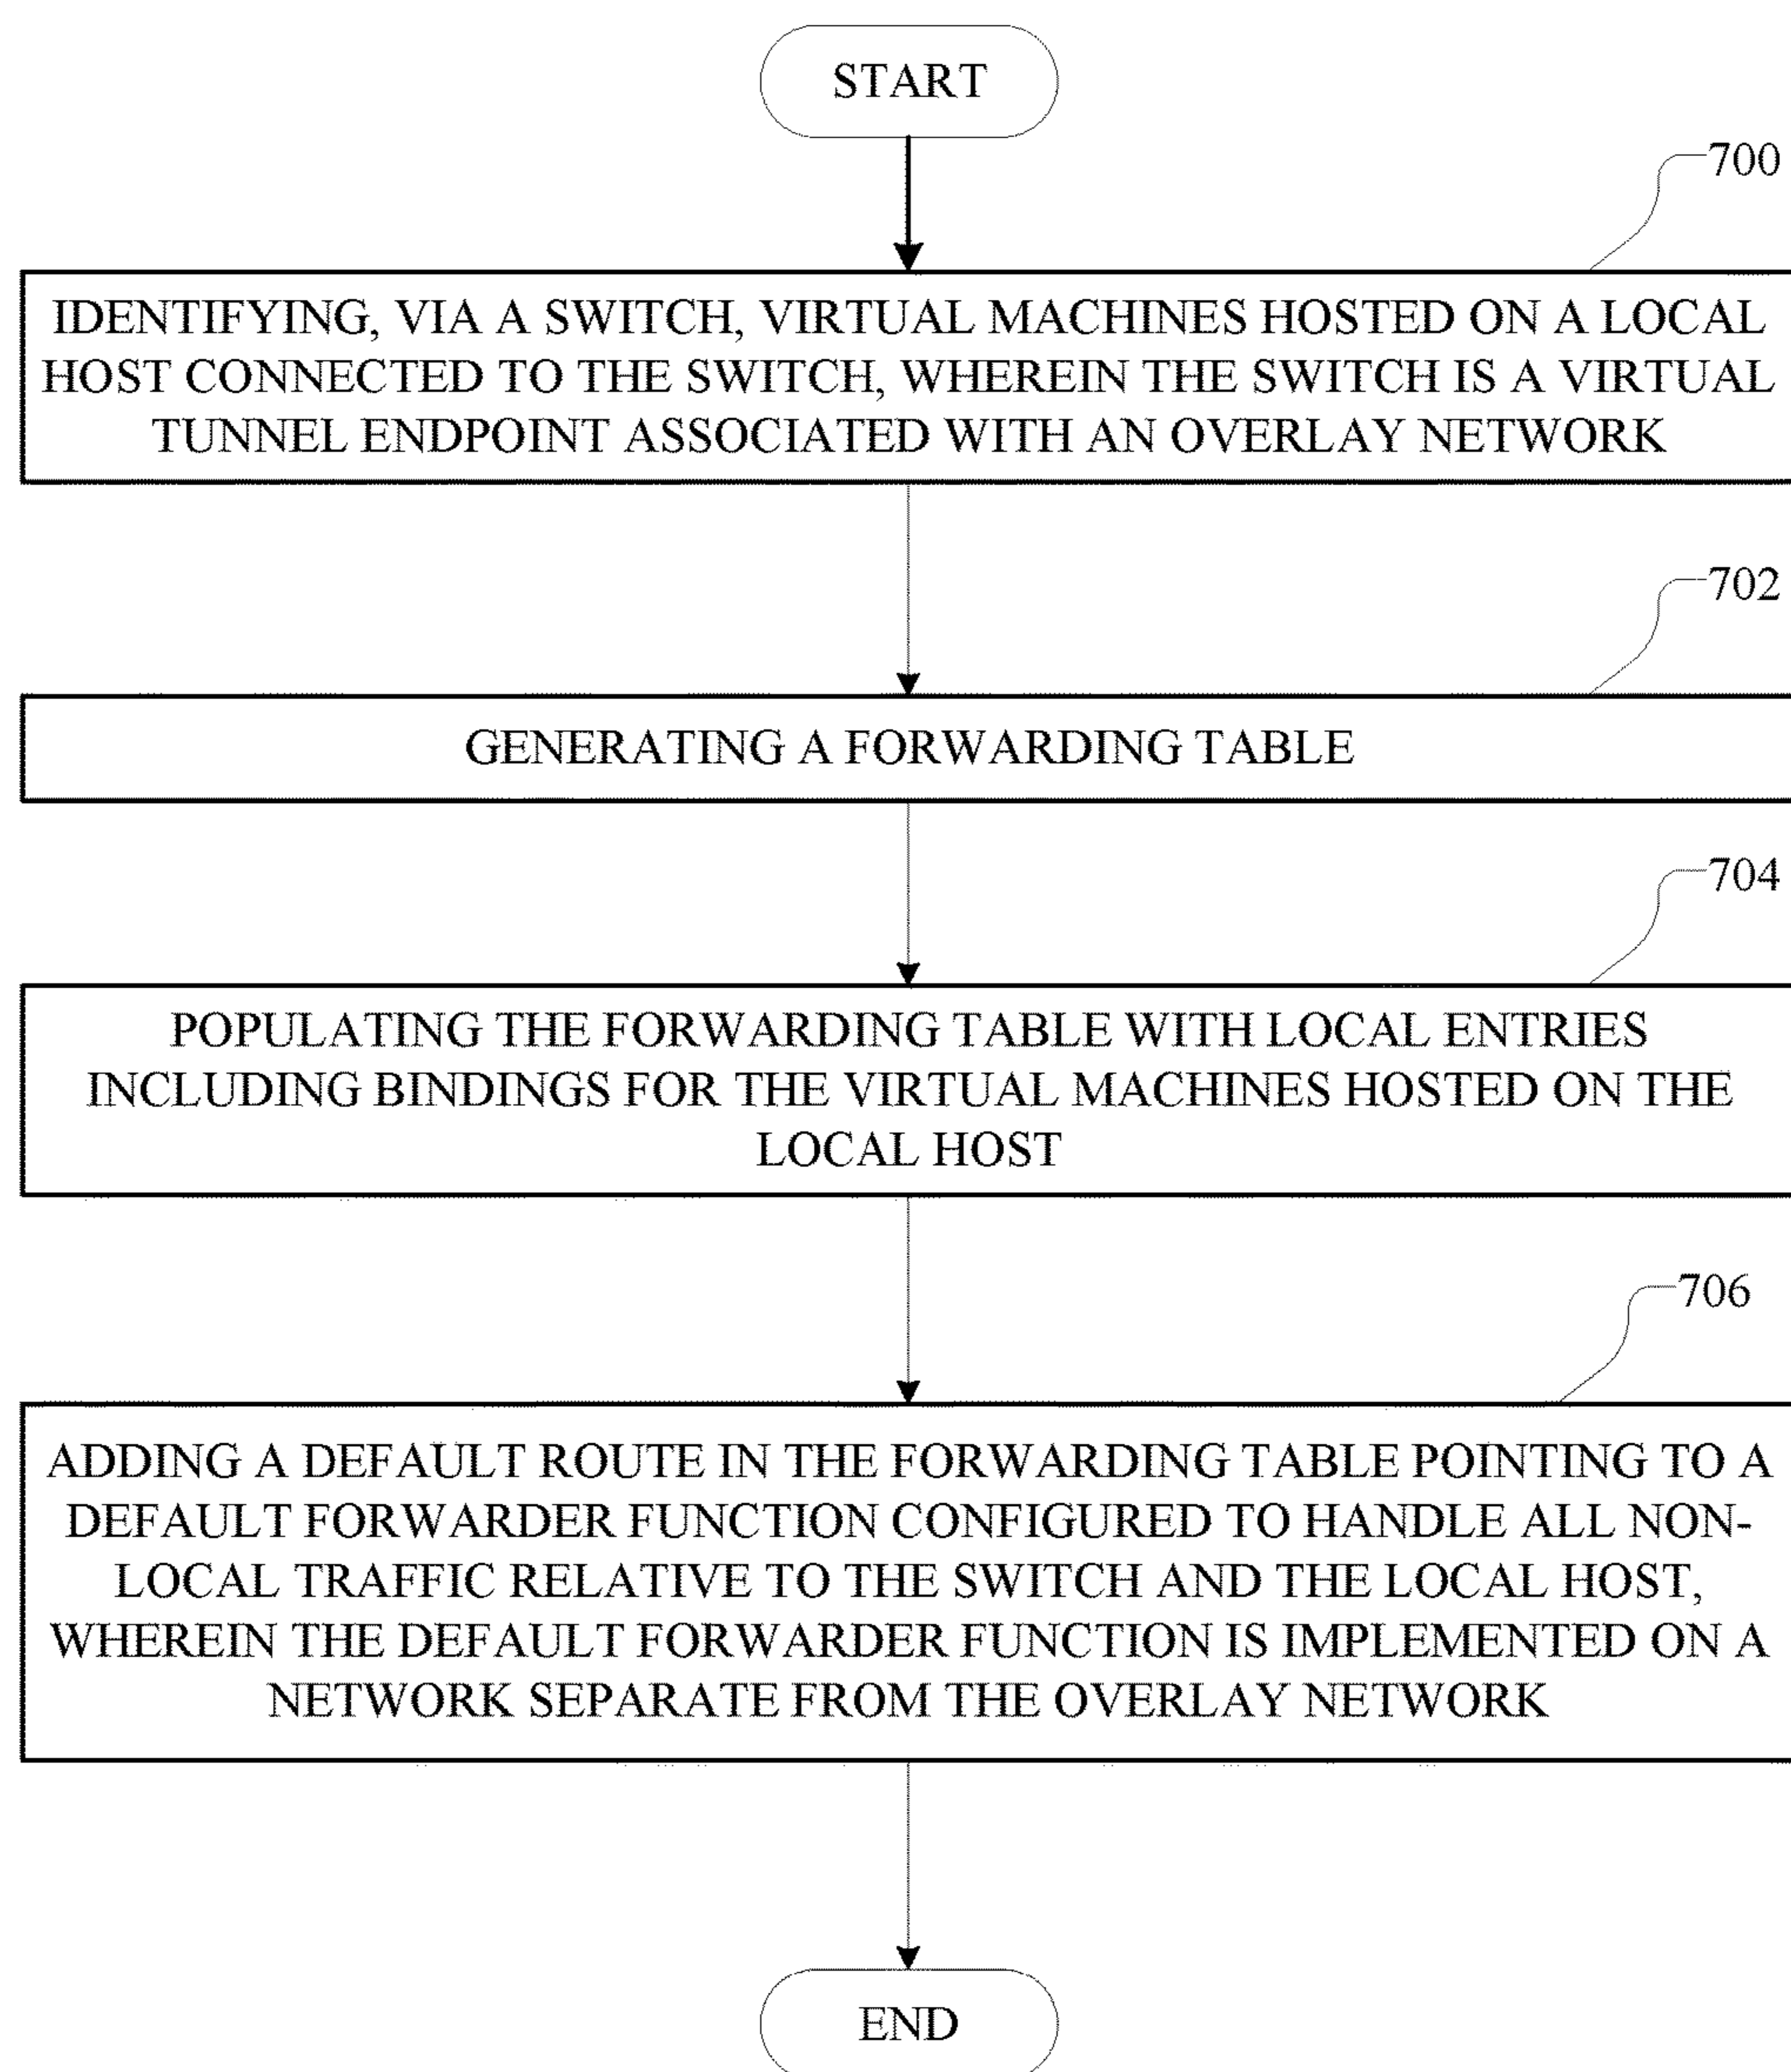 START
700
IDENTIFYING, VIA A SWITCH, VIRTUAL MACHINES HOSTED ON A LOCAL
HOST CONNECTED TO THE SWITCH, WHEREIN THE SWITCH IS A VIRTUAL
TUNNEL ENDPOINT ASSOCIATED WITH AN OVERLAY NETWORK
702
GENERATING A FORWARDING TABLE
704
POPULATING THE FORWARDING TABLE WITH LOCAL ENTRIES
INCLUDING BINDINGS FOR THE VIRTUAL MACHINES HOSTED ON THE
LOCAL HOST
706
ADDING A DEFAULT ROUTE IN THE FORWARDING TABLE POINTING TO A
DEFAULT FORWARDER FUNCTION CONFIGURED TO HANDLE ALL NON-
LOCAL TRAFFIC RELATIVE TO THE SWITCH AND THE LOCAL HOST,
WHEREIN THE DEFAULT FORWARDER FUNCTION IS IMPLEMENTED ON A
NETWORK SEPARATE FROM THE OVERLAY NETWORK
END